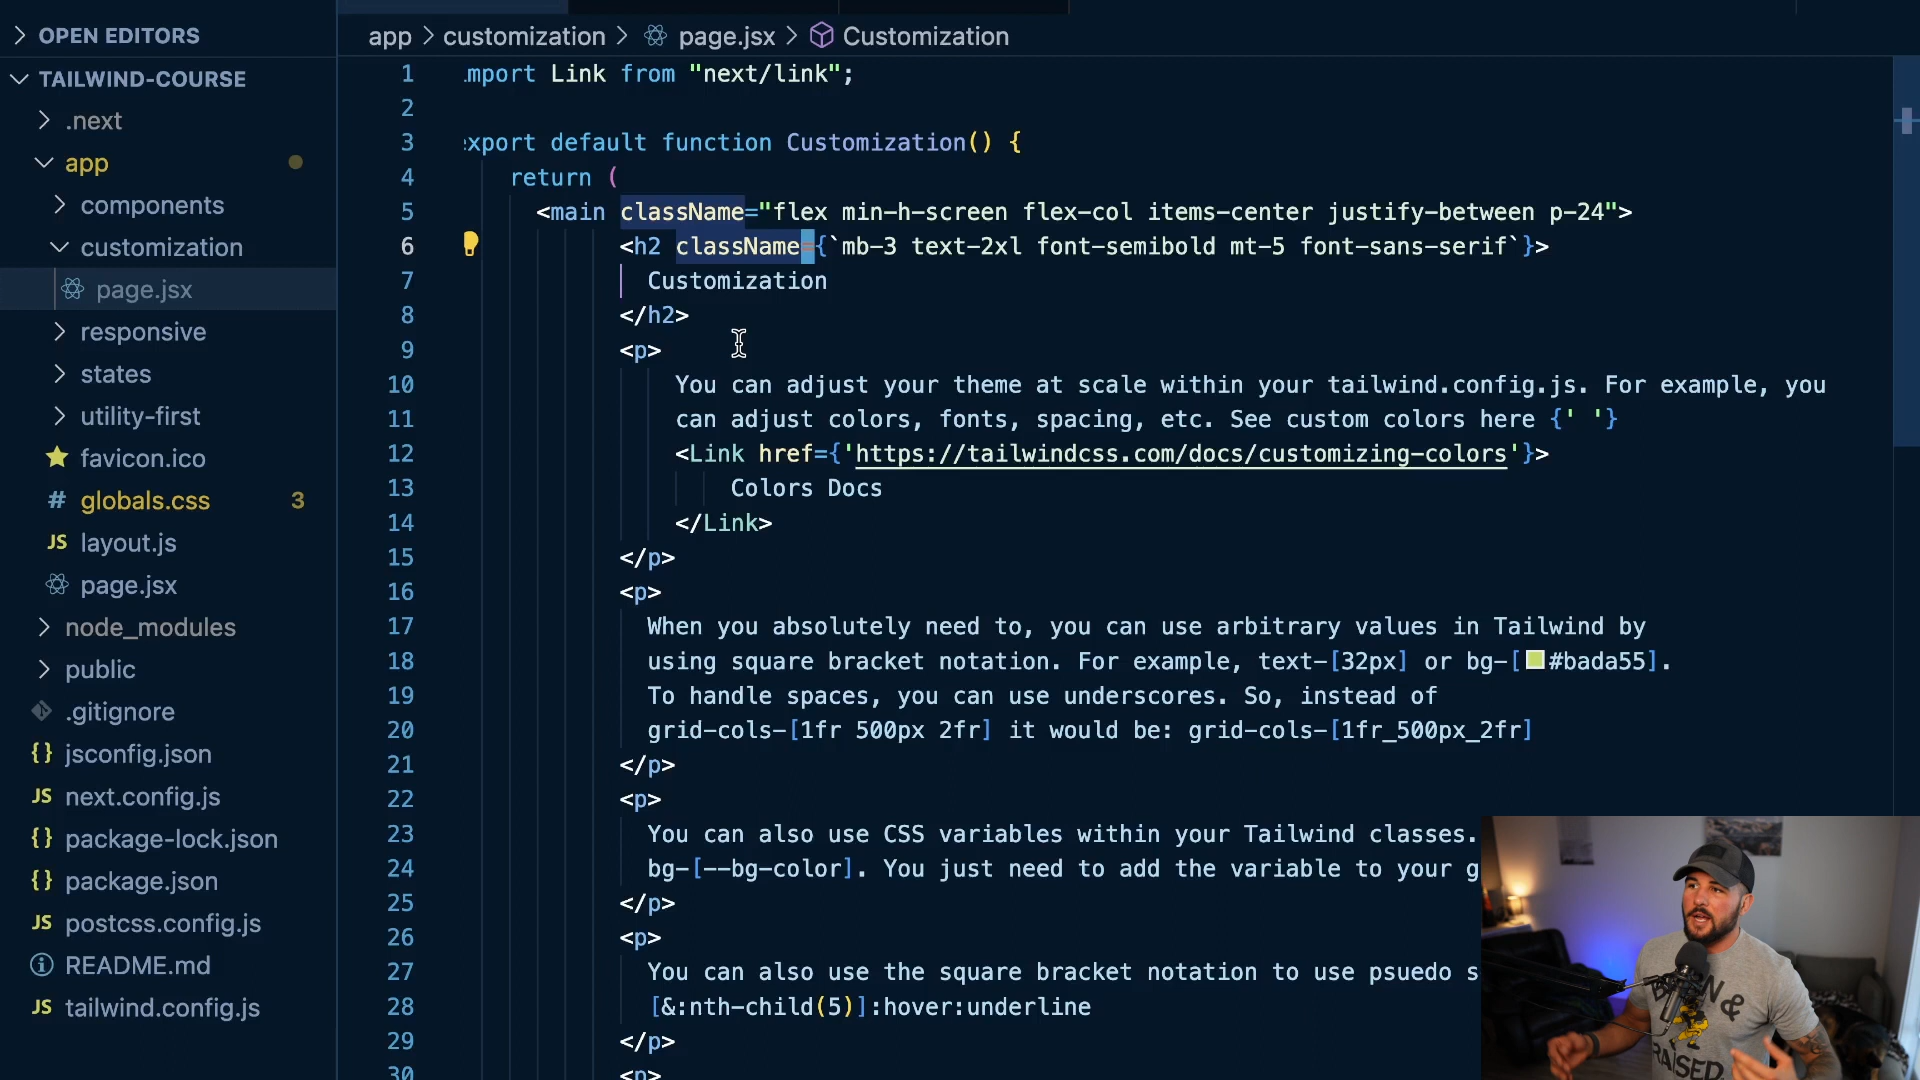 OPEN EDITORS
TAILWIND-COURSE
.next
app
components
customization
page.jsx
responsive
states
utility-first
favicon.ico
# globals.css 3
JS layout.js
page.jsx
node_modules
public
.gitignore
{} jsconfig.json
JS next.config.js
{} package-lock.json
{} package.json
JS postcss.config.js
README.md
JS tailwind.config.js
app > customization > page.jsx > Customization
1 mport Link from "next/link";
2
3 xport default function Customization() {
4 return (
5 <main className="flex min-h-screen flex-col items-center justify-between p-24">
6 <h2 className={`mb-3 text-2xl font-semibold mt-5 font-sans-serif`}>
7 Customization
8 </h2>
9 <p>
10 You can adjust your theme at scale within your tailwind.config.js. For example, you
11 can adjust colors, fonts, spacing, etc. See custom colors here {' '}
12 <Link href={'https://tailwindcss.com/docs/customizing-colors'}>
13 Colors Docs
14 </Link>
15 </p>
16 <p>
17 When you absolutely need to, you can use arbitrary values in Tailwind by
18 using square bracket notation. For example, text-[32px] or bg-[#bada55].
19 To handle spaces, you can use underscores. So, instead of
20 grid-cols-[1fr 500px 2fr] it would be: grid-cols-[1fr_500px_2fr]
21 </p>
22 <p>
23 You can also use CSS variables within your Tailwind classes.
24 bg-[--bg-color]. You just need to add the variable to your g
25 </p>
26 <p>
27 You can also use the square bracket notation to use psuedo s
28 [&:nth-child(5)]:hover:underline
29 </p>
30 <p>
&
RAISED